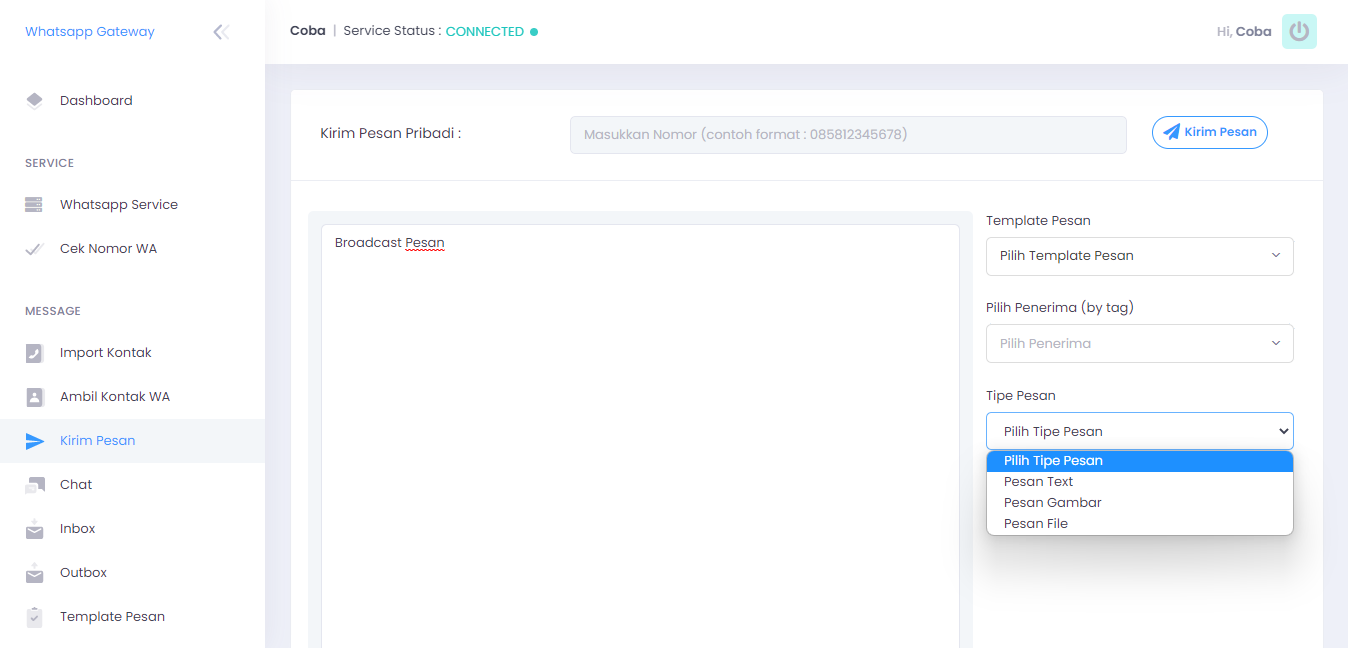 Whatsapp Gateway
Coba | Service Status : CONNECTED
Hi, Coba
Dashboard
SERVICE
Whatsapp Service
Cek Nomor WA
MESSAGE
Import Kontak
Ambil Kontak WA
Kirim Pesan
Chat
Inbox
Outbox
Template Pesan
Kirim Pesan Pribadi :
Masukkan Nomor (contoh format : 085812345678)
Kirim Pesan
Broadcast Pesan
Template Pesan
Pilih Template Pesan
Pilih Penerima (by tag)
Pilih Penerima
Tipe Pesan
Pilih Tipe Pesan
Pilih Tipe Pesan
Pesan Text
Pesan Gambar
Pesan File